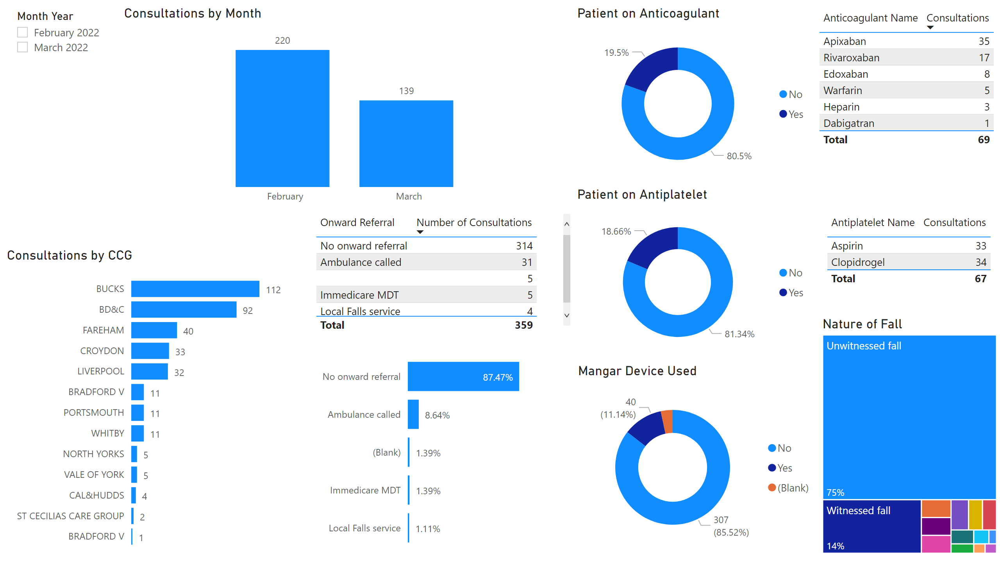 Month Year
February 2022
March 2022
Consultations by Month
220
139
February
March
Consultations by CCG
BUCKS 112
BD&C 92
FAREHAM 40
CROYDON 33
LIVERPOOL 32
BRADFORD V 11
PORTSMOUTH 11
WHITBY 11
NORTH YORKS 5
VALE OF YORK 5
CAL&HUDDS 4
ST CECILIAS CARE GROUP 2
BRADFORD V 1
Onward Referral Number of Consultations
No onward referral 314
Ambulance called 31
5
Immedicare MDT 5
Local Falls service 4
Total 359
No onward referral 87.47%
Ambulance called 8.64%
(Blank) 1.39%
Immedicare MDT 1.39%
Local Falls service 1.11%
Patient on Anticoagulant
19.5%
80.5%
No
Yes
Anticoagulant Name Consultations
Apixaban 35
Rivaroxaban 17
Edoxaban 8
Warfarin 5
Heparin 3
Dabigatran 1
Total 69
Patient on Antiplatelet
18.66%
81.34%
No
Yes
Antiplatelet Name Consultations
Aspirin 33
Clopidrogel 34
Total 67
Mangar Device Used
40
(11.14%)
307
(85.52%)
No
Yes
(Blank)
Nature of Fall
Unwitnessed fall
75%
Witnessed fall
14%